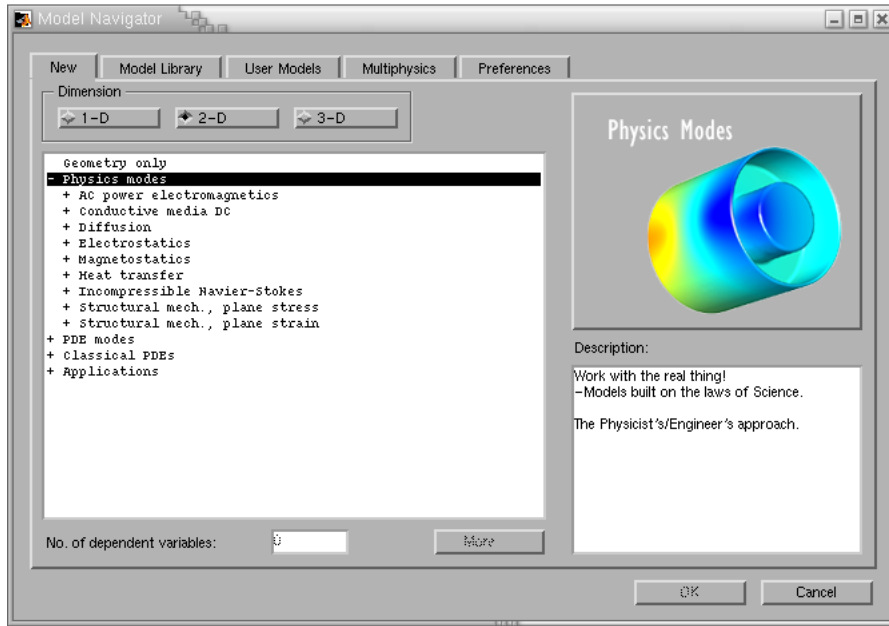 Model Navigator
New Model Library User Models Multiphysics Preferences
Dimension
1-D 2-D 3-D
Geometry only
- Physics modes
+ AC power electromagnetics
+ Conductive media DC
+ Diffusion
+ Electrostatics
+ Magnetostatics
+ Heat transfer
+ Incompressible Navier-Stokes
+ Structural mech., plane stress
+ Structural mech., plane strain
+ PDE modes
+ Classical PDEs
+ Applications
Physics Modes
Description:
Work with the real thing!
-Models built on the laws of Science.
The Physicist's/Engineer's approach.
No. of dependent variables: 0 More
OK Cancel